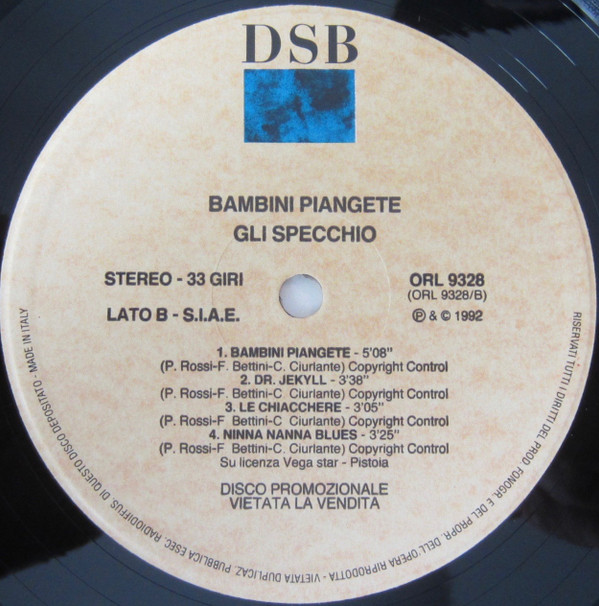 DSB
BAMBINI PIANGETE
GLI SPECCHIO
STEREO - 33 GIRI
ORL 9328
(ORL 9328/B)
LATO B - S.I.A.E.
℗ & © 1992
1. BAMBINI PIANGETE - 5'08"
(P. Rossi-F. Bettini-C. Ciurlante) Copyright Control
2. DR. JEKYLL - 3'38"
(P. Rossi-F. Bettini-C. Ciurlante) Copyright Control
3. LE CHIACCHERE - 3'05"
(P. Rossi-F Bettini-C. Ciurlante) Copyright Control
4. NINNA NANNA BLUES - 3'25"
(P. Rossi-F Bettini-C. Ciurlante) Copyright Control
Su licenza Vega star - Pistoia
DISCO PROMOZIONALE
VIETATA LA VENDITA
RISERVATI TUTTI I DIRITTI DEL PROD. FONOGR. E DEL PROPR. DELL'OPERA RIPRODOTTA - VIETATA DUPLICAZ. PUBBLICA ESEC. RADIODIFFUS. DI QUESTO DISCO DEPOSITATO - MADE IN ITALY